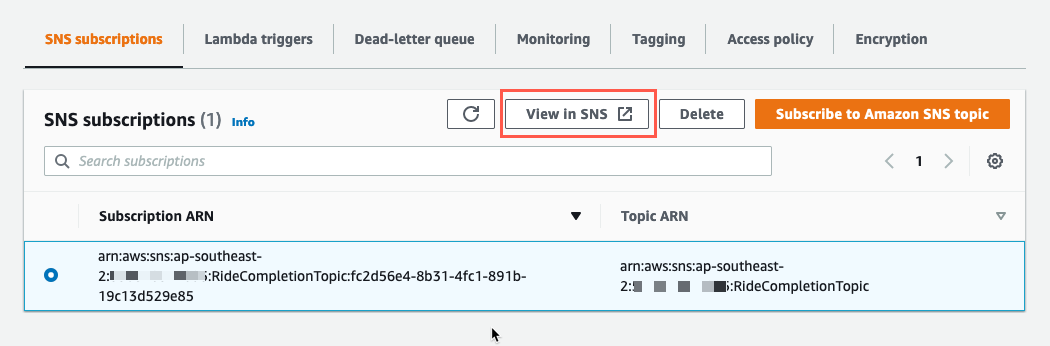 SNS subscriptions
Lambda triggers
Dead-letter queue
Monitoring
Tagging
Access policy
Encryption
SNS subscriptions (1) Info
View in SNS
Delete
Subscribe to Amazon SNS topic
Search subscriptions
1
Subscription ARN
Topic ARN
arn:aws:sns:ap-southeast-
2: :RideCompletionTopic:fc2d56e4-8b31-4fc1-891b-
19c13d529e85
arn:aws:sns:ap-southeast-
2: :RideCompletionTopic